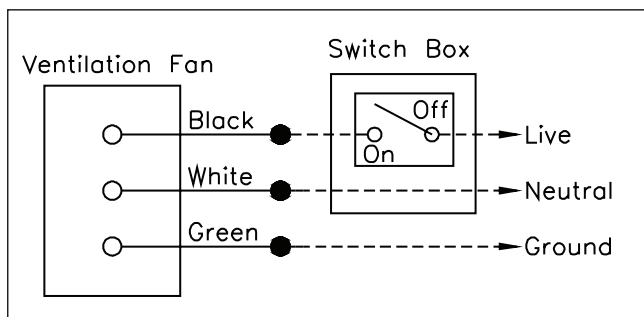 Switch Box
Ventilation Fan
Black
Off
On
Live
White
Neutral
Green
Ground